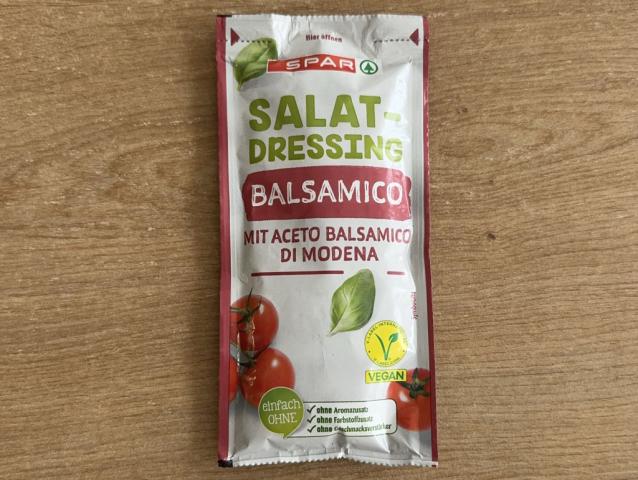 Hier öffnen
SPAR
SALAT-
DRESSING
BALSAMICO
MIT ACETO BALSAMICO
DI MODENA
VEGAN
einfach
OHNE
ohne Aromazusatz
ohne Farbstoffzusatz
ohne Geschmacksverstärker